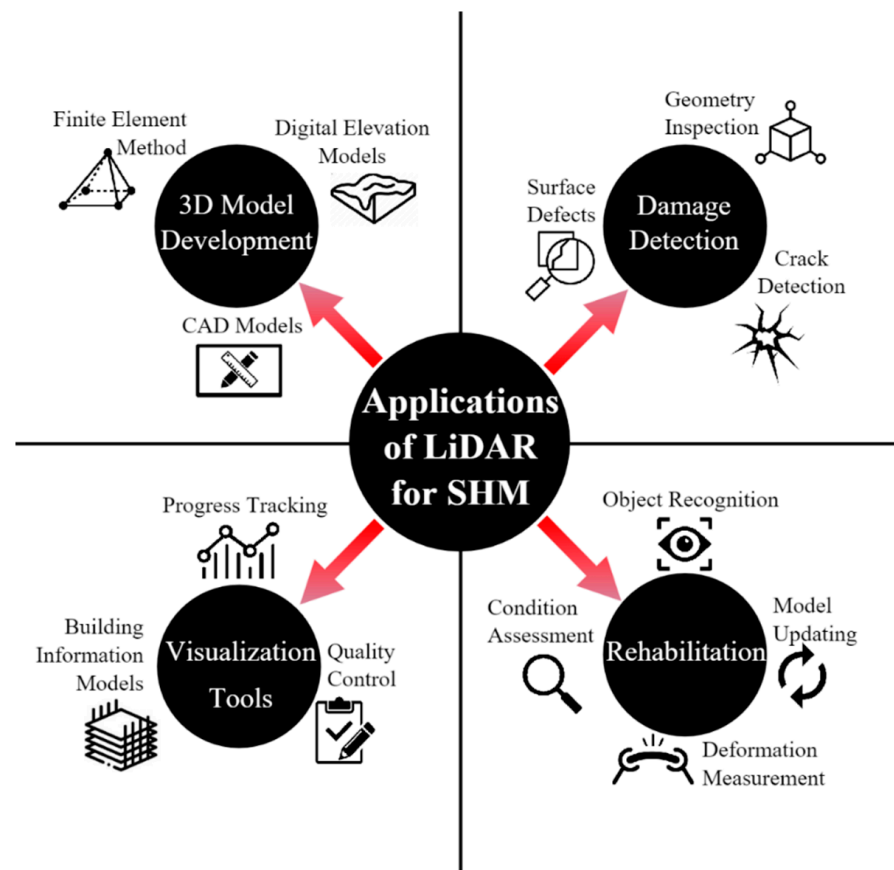 Finite Element
Method
Digital Elevation
Models
3D Model
Development
CAD Models
Geometry
Inspection
Surface
Defects
Damage
Detection
Crack
Detection
Applications
of LiDAR
for SHM
Progress Tracking
Building
Information
Models
Visualization
Tools
Quality
Control
Object Recognition
Condition
Assessment
Rehabilitation
Model
Updating
Deformation
Measurement